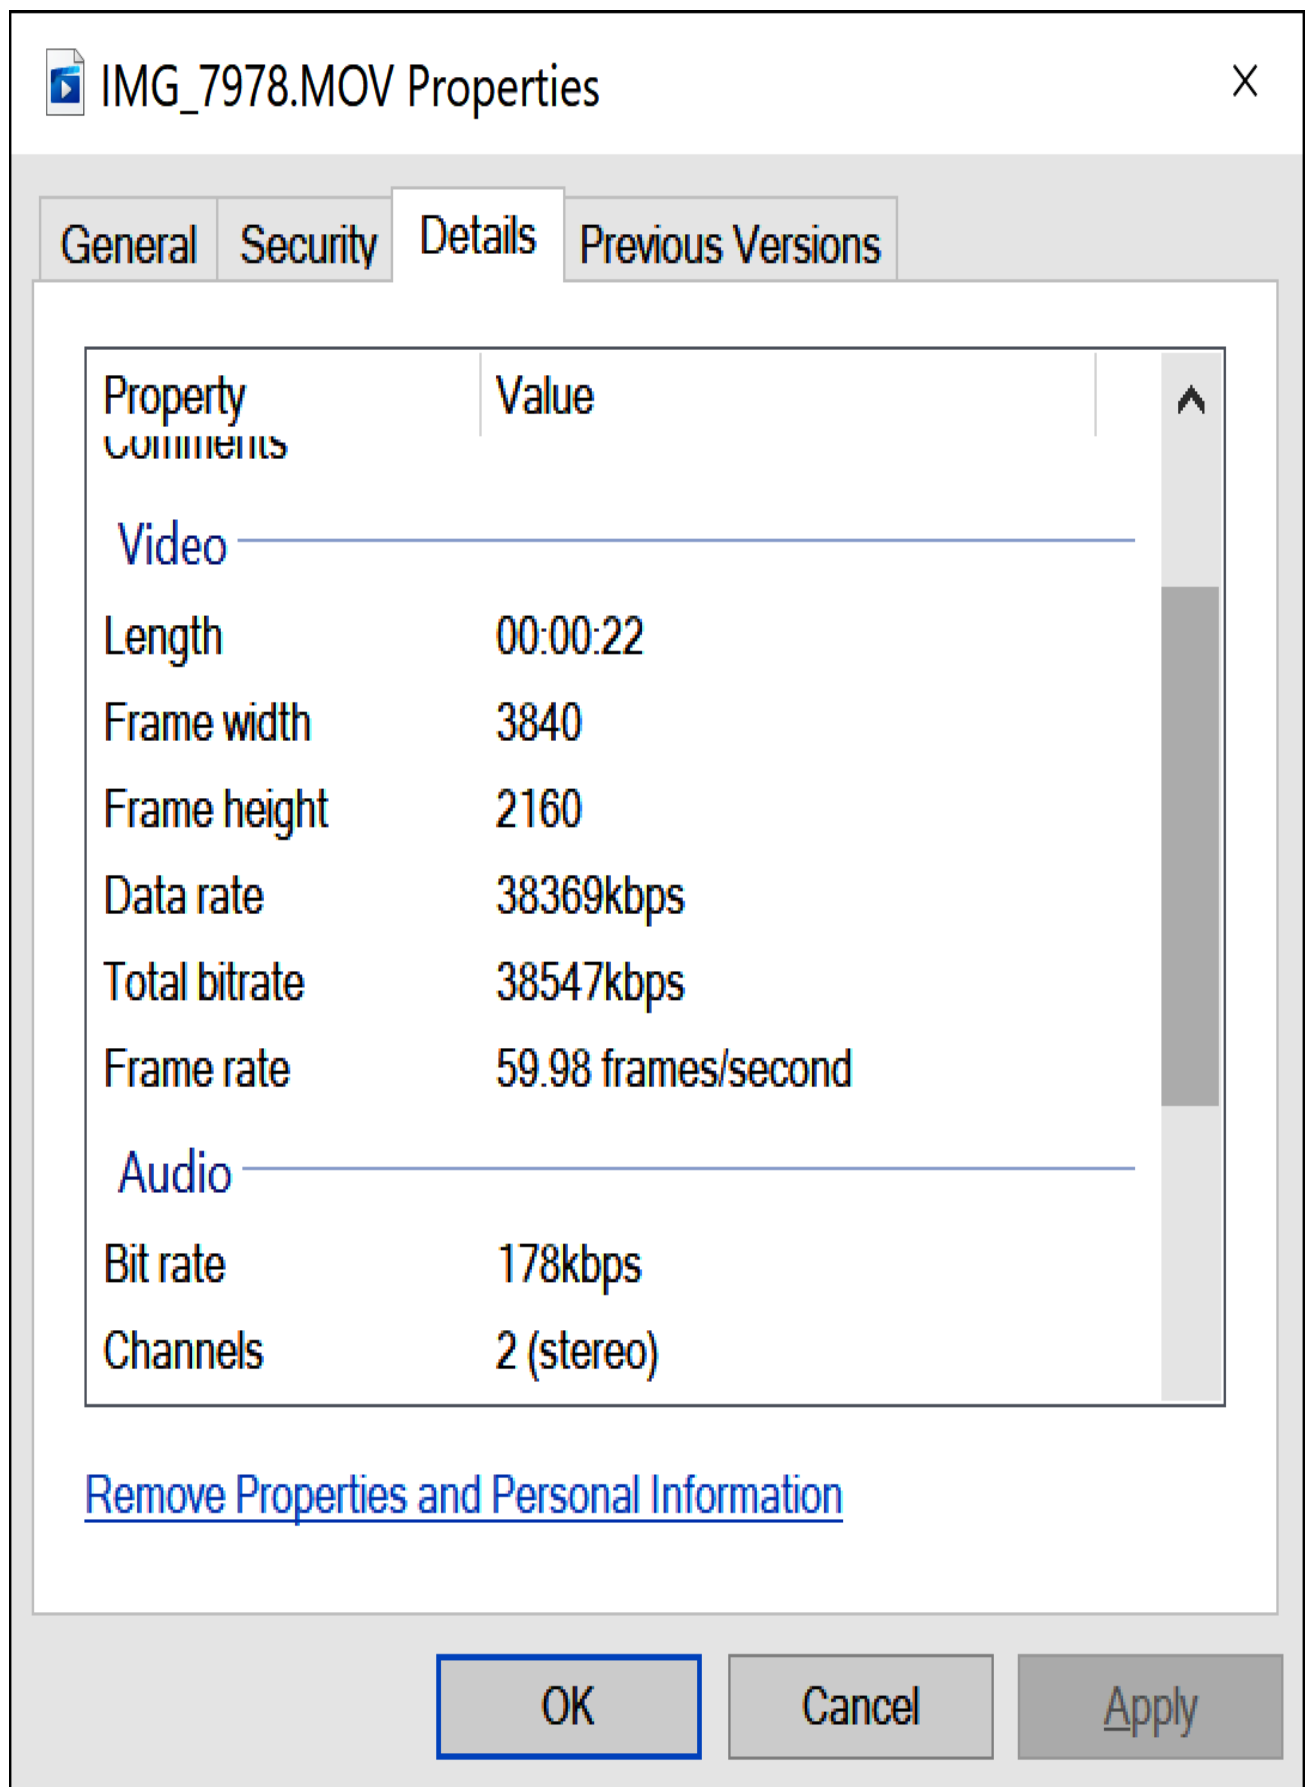 IMG_7978.MOV Properties
General Security Details Previous Versions
Property Value
Comments
Video
Length 00:00:22
Frame width 3840
Frame height 2160
Data rate 38369kbps
Total bitrate 38547kbps
Frame rate 59.98 frames/second
Audio
Bit rate 178kbps
Channels 2 (stereo)
Remove Properties and Personal Information
OK Cancel Apply